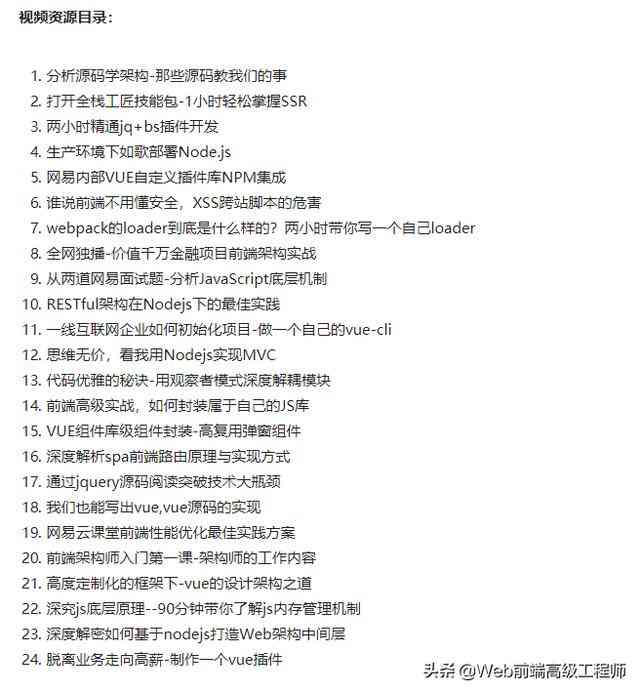 视频资源目录：
1. 分析源码学架构-那些源码教我们的事
2. 打开全栈工匠技能包-1小时轻松掌握SSR
3. 两小时精通jq+bs插件开发
4. 生产环境下如歌部署Node.js
5. 网易内部VUE自定义插件库NPM集成
6. 谁说前端不用懂安全，XSS跨站脚本的危害
7. webpack的loader到底是什么样的？两小时带你写一个自己loader
8. 全网独播-价值千万金融项目前端架构实战
9. 从两道网易面试题-分析JavaScript底层机制
10. RESTful架构在Nodejs下的最佳实践
11. 一线互联网企业如何初始化项目-做一个自己的vue-cli
12. 思维无价，看我用Nodejs实现MVC
13. 代码优雅的秘诀-用观察者模式深度解耦模块
14. 前端高级实战，如何封装属于自己的JS库
15. VUE组件库级组件封装-高复用弹窗组件
16. 深度解析spa前端路由原理与实现方式
17. 通过jquery源码阅读突破技术大瓶颈
18. 我们也能写出vue,vue源码的实现
19. 网易云课堂前端性能优化最佳实践方案
20. 前端架构师入门第一课-架构师的工作内容
21. 高度定制化的框架下-vue的设计架构之道
22. 深究js底层原理--90分钟带你了解js内存管理机制
23. 深度解密如何基于nodejs打造Web架构中间层
24. 脱离业务走向高薪-制作一个vue插件
头条 @Web前端高级工程师